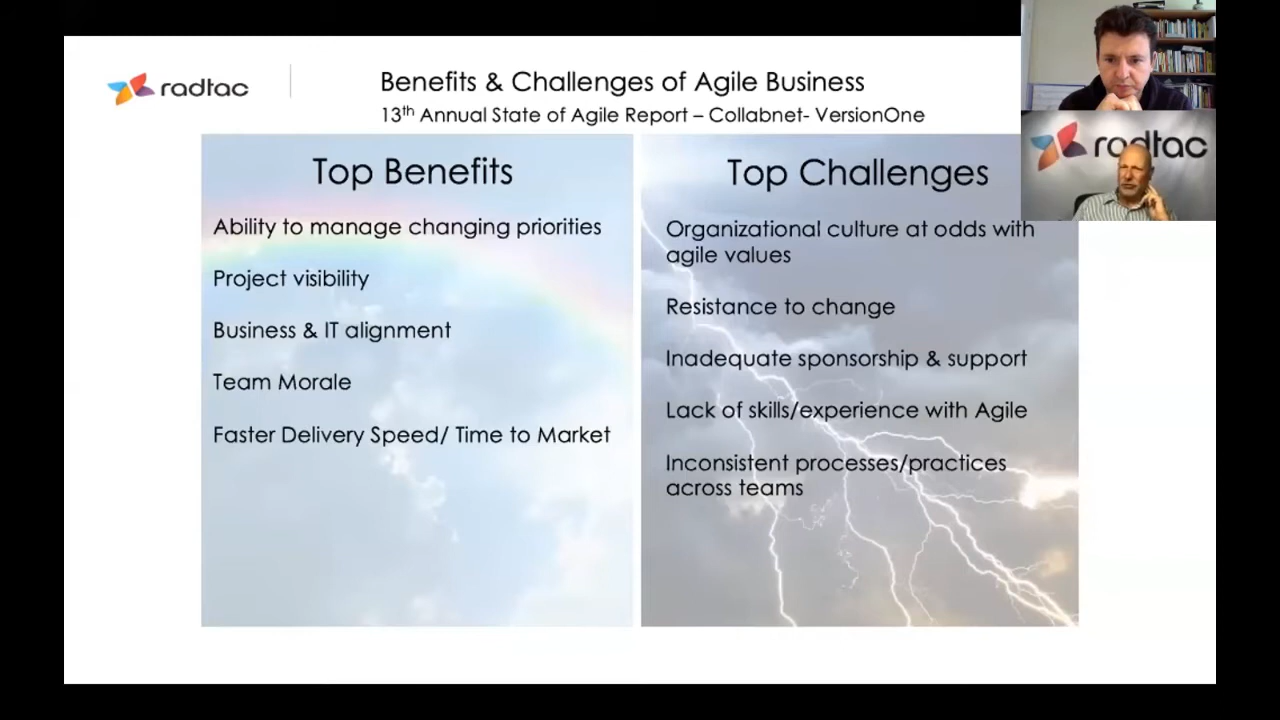 radtac
Benefits & Challenges of Agile Business
13th Annual State of Agile Report – Collabnet- VersionOne
Top Benefits
Ability to manage changing priorities
Project visibility
Business & IT alignment
Team Morale
Faster Delivery Speed/ Time to Market
Top Challenges
Organizational culture at odds with
agile values
Resistance to change
Inadequate sponsorship & support
Lack of skills/experience with Agile
Inconsistent processes/practices
across teams
radtac